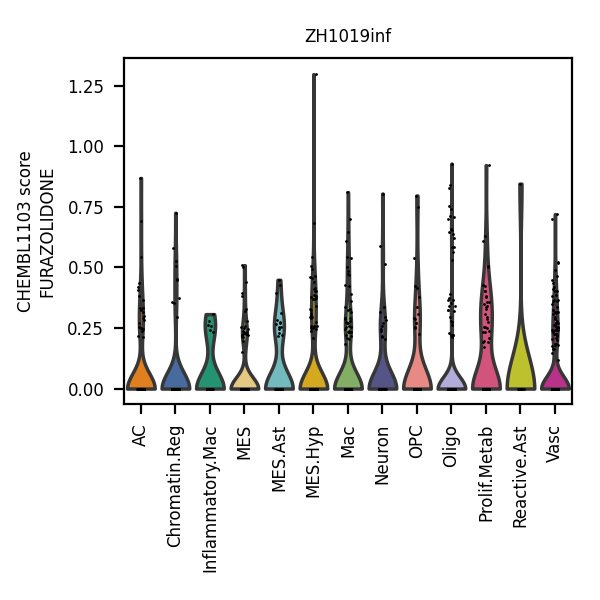 ZH1019inf
CHEMBL1103 score
FURAZOLIDONE
1.25
1.00
0.75
0.50
0.25
0.00
AC
Chromatin.Reg
Inflammatory.Mac
MES
MES.Ast
MES.Hyp
Mac
Neuron
OPC
Oligo
Prolif.Metab
Reactive.Ast
Vasc